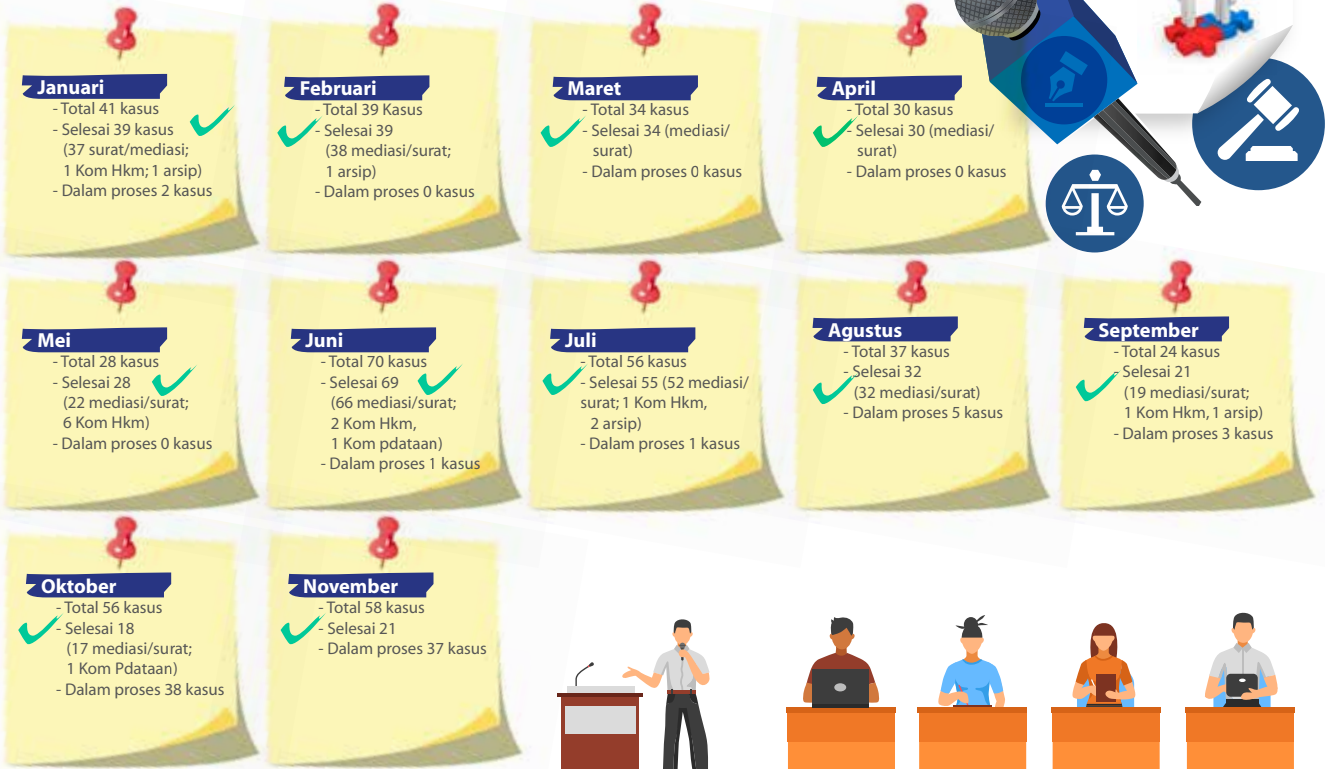 Januari
- Total 41 kasus
- Selesai 39 kasus
(37 surat/mediasi;
1 Kom Hkm; 1 arsip)
- Dalam proses 2 kasus
Februari
- Total 39 Kasus
- Selesai 39
(38 mediasi/surat;
1 arsip)
- Dalam proses 0 kasus
Maret
- Total 34 kasus
- Selesai 34 (mediasi/
surat)
- Dalam proses 0 kasus
April
- Total 30 kasus
- Selesai 30 (mediasi/
surat)
- Dalam proses 0 kasus
Mei
- Total 28 kasus
- Selesai 28
(22 mediasi/surat;
6 Kom Hkm)
- Dalam proses 0 kasus
Juni
- Total 70 kasus
- Selesai 69
(66 mediasi/surat;
2 Kom Hkm,
1 Kom pdataan)
- Dalam proses 1 kasus
Juli
- Total 56 kasus
- Selesai 55 (52 mediasi/
surat; 1 Kom Hkm,
2 arsip)
- Dalam proses 1 kasus
Agustus
- Total 37 kasus
- Selesai 32
(32 mediasi/surat)
- Dalam proses 5 kasus
September
- Total 24 kasus
- Selesai 21
(19 mediasi/surat;
1 Kom Hkm, 1 arsip)
- Dalam proses 3 kasus
Oktober
- Total 56 kasus
- Selesai 18
(17 mediasi/surat;
1 Kom Pdataan)
- Dalam proses 38 kasus
November
- Total 58 kasus
- Selesai 21
- Dalam proses 37 kasus